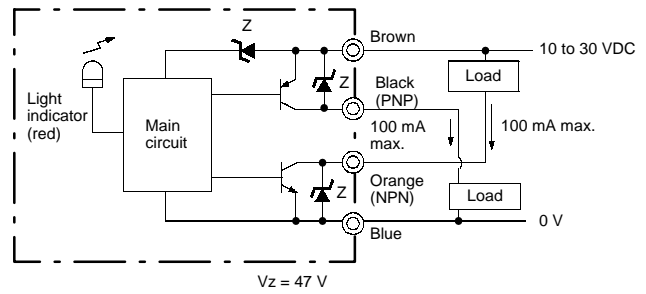 Z
Brown
10 to 30 VDC
Load
Z
Black
(PNP)
Light
indicator
(red)
Main
circuit
100 mA
max.
100 mA max.
Orange
(NPN)
Z
Load
0 V
Blue
Vz = 47 V